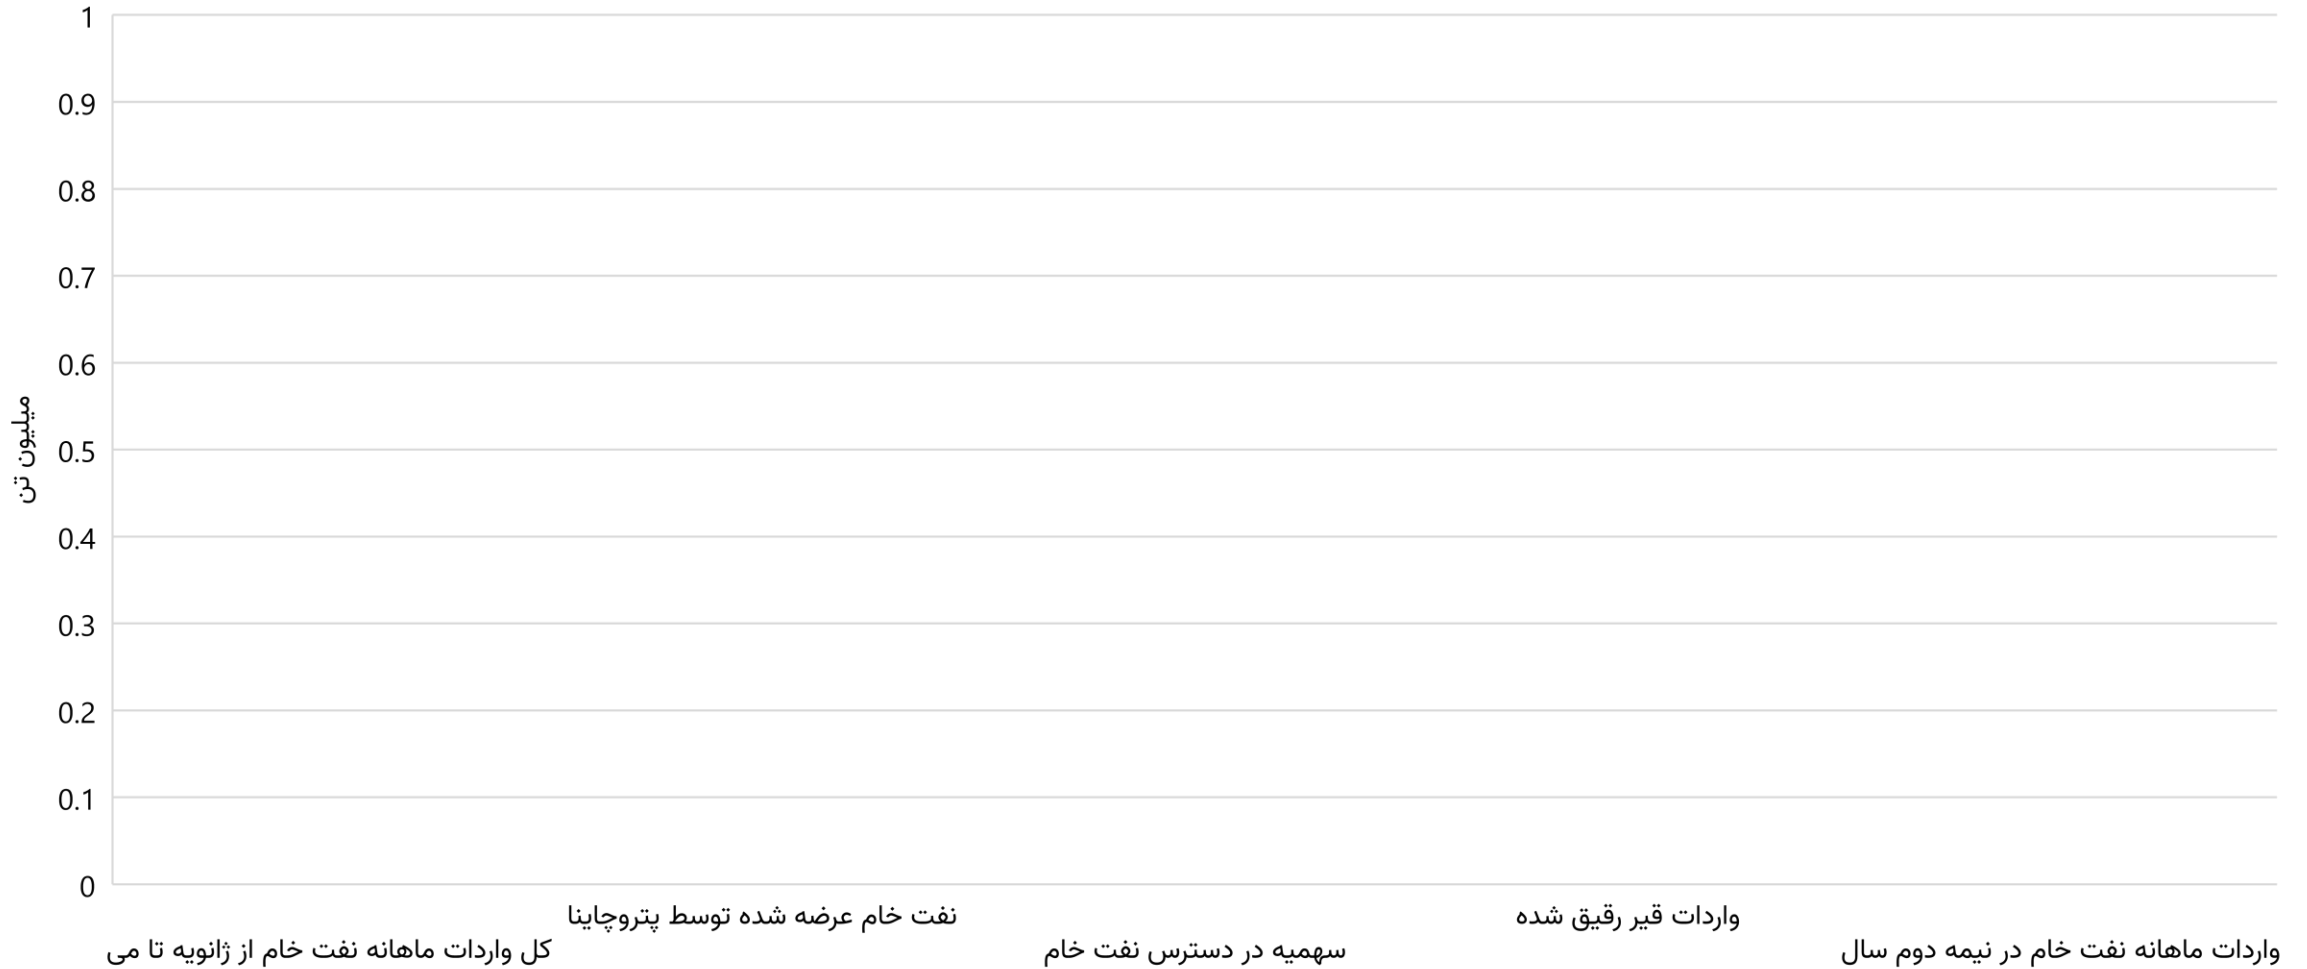 1
0.9
0.8
0.7
0.6
0.5
0.4
0.3
0.2
0.1
0
میلیون تن
نفت خام عرضه شده توسط پتروچاینا
واردات قیر رقیق شده
کل واردات ماهانه نفت خام از ژانویه تا می
سهمیه در دسترس نفت خام
واردات ماهانه نفت خام در نیمه دوم سال